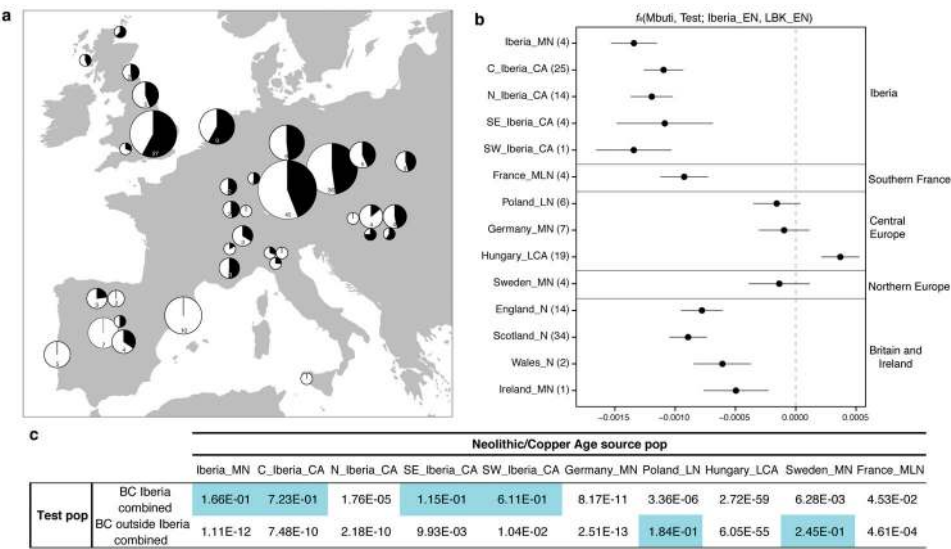 a
b
f₄(Mbuti, Test; Iberia_EN, LBK_EN)
Iberia_MN (4)
C_Iberia_CA (25)
N_Iberia_CA (14)
SE_Iberia_CA (4)
SW_Iberia_CA (1)
Iberia
France_MLN (4)
Southern France
Poland_LN (6)
Germany_MN (7)
Hungary_LCA (19)
Central
Europe
Sweden_MN (4)
Northern Europe
England_N (14)
Scotland_N (34)
Wales_N (2)
Ireland_MN (1)
Britain and
Ireland
−0.0015 −0.0010 −0.0005 0.0000 0.0005
c
Neolithic/Copper Age source pop
Iberia_MN C_Iberia_CA N_Iberia_CA SE_Iberia_CA SW_Iberia_CA Germany_MN Poland_LN Hungary_LCA Sweden_MN France_MLN
Test pop
BC Iberia combined 1.66E-01 7.23E-01 1.76E-05 1.15E-01 6.11E-01 8.17E-11 3.36E-06 2.72E-59 6.28E-03 4.53E-02
BC outside Iberia combined 1.11E-12 7.48E-10 2.18E-10 9.93E-03 1.04E-02 2.51E-13 1.84E-01 6.05E-55 2.45E-01 4.61E-04